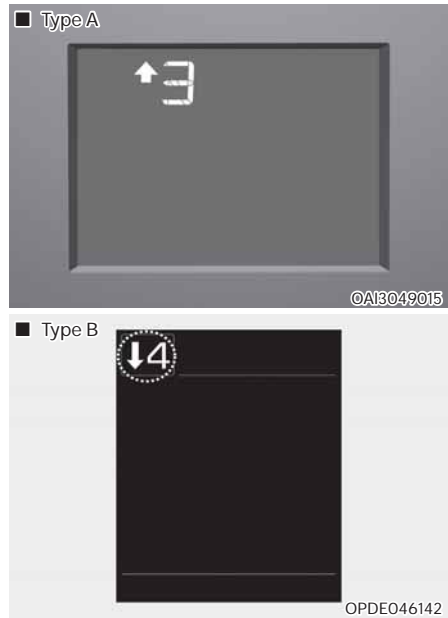 ■ Type A
⬆3
OAI3049015
■ Type B
⬇4
OPDE046142